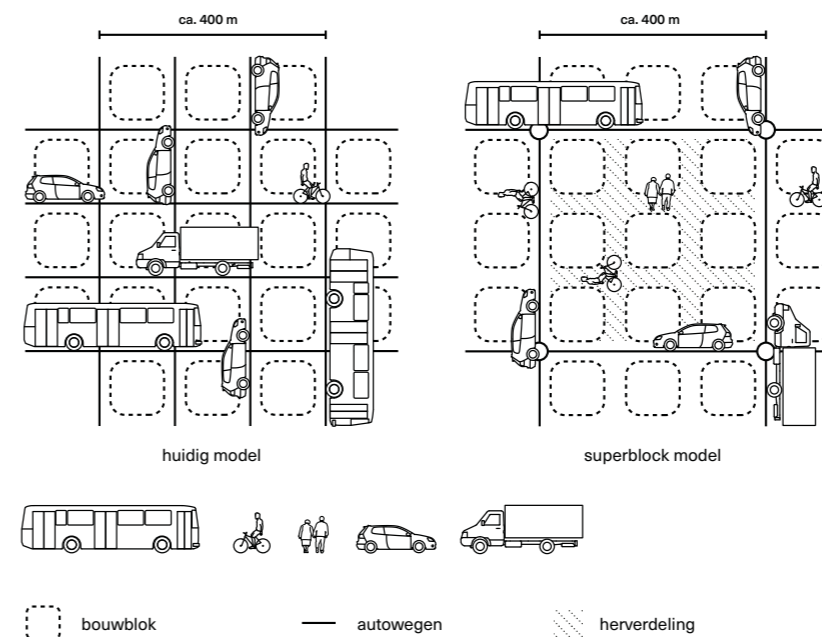 ca. 400 m
ca. 400 m
huidig model
superblock model
bouwblok
autowegen
herverdeling